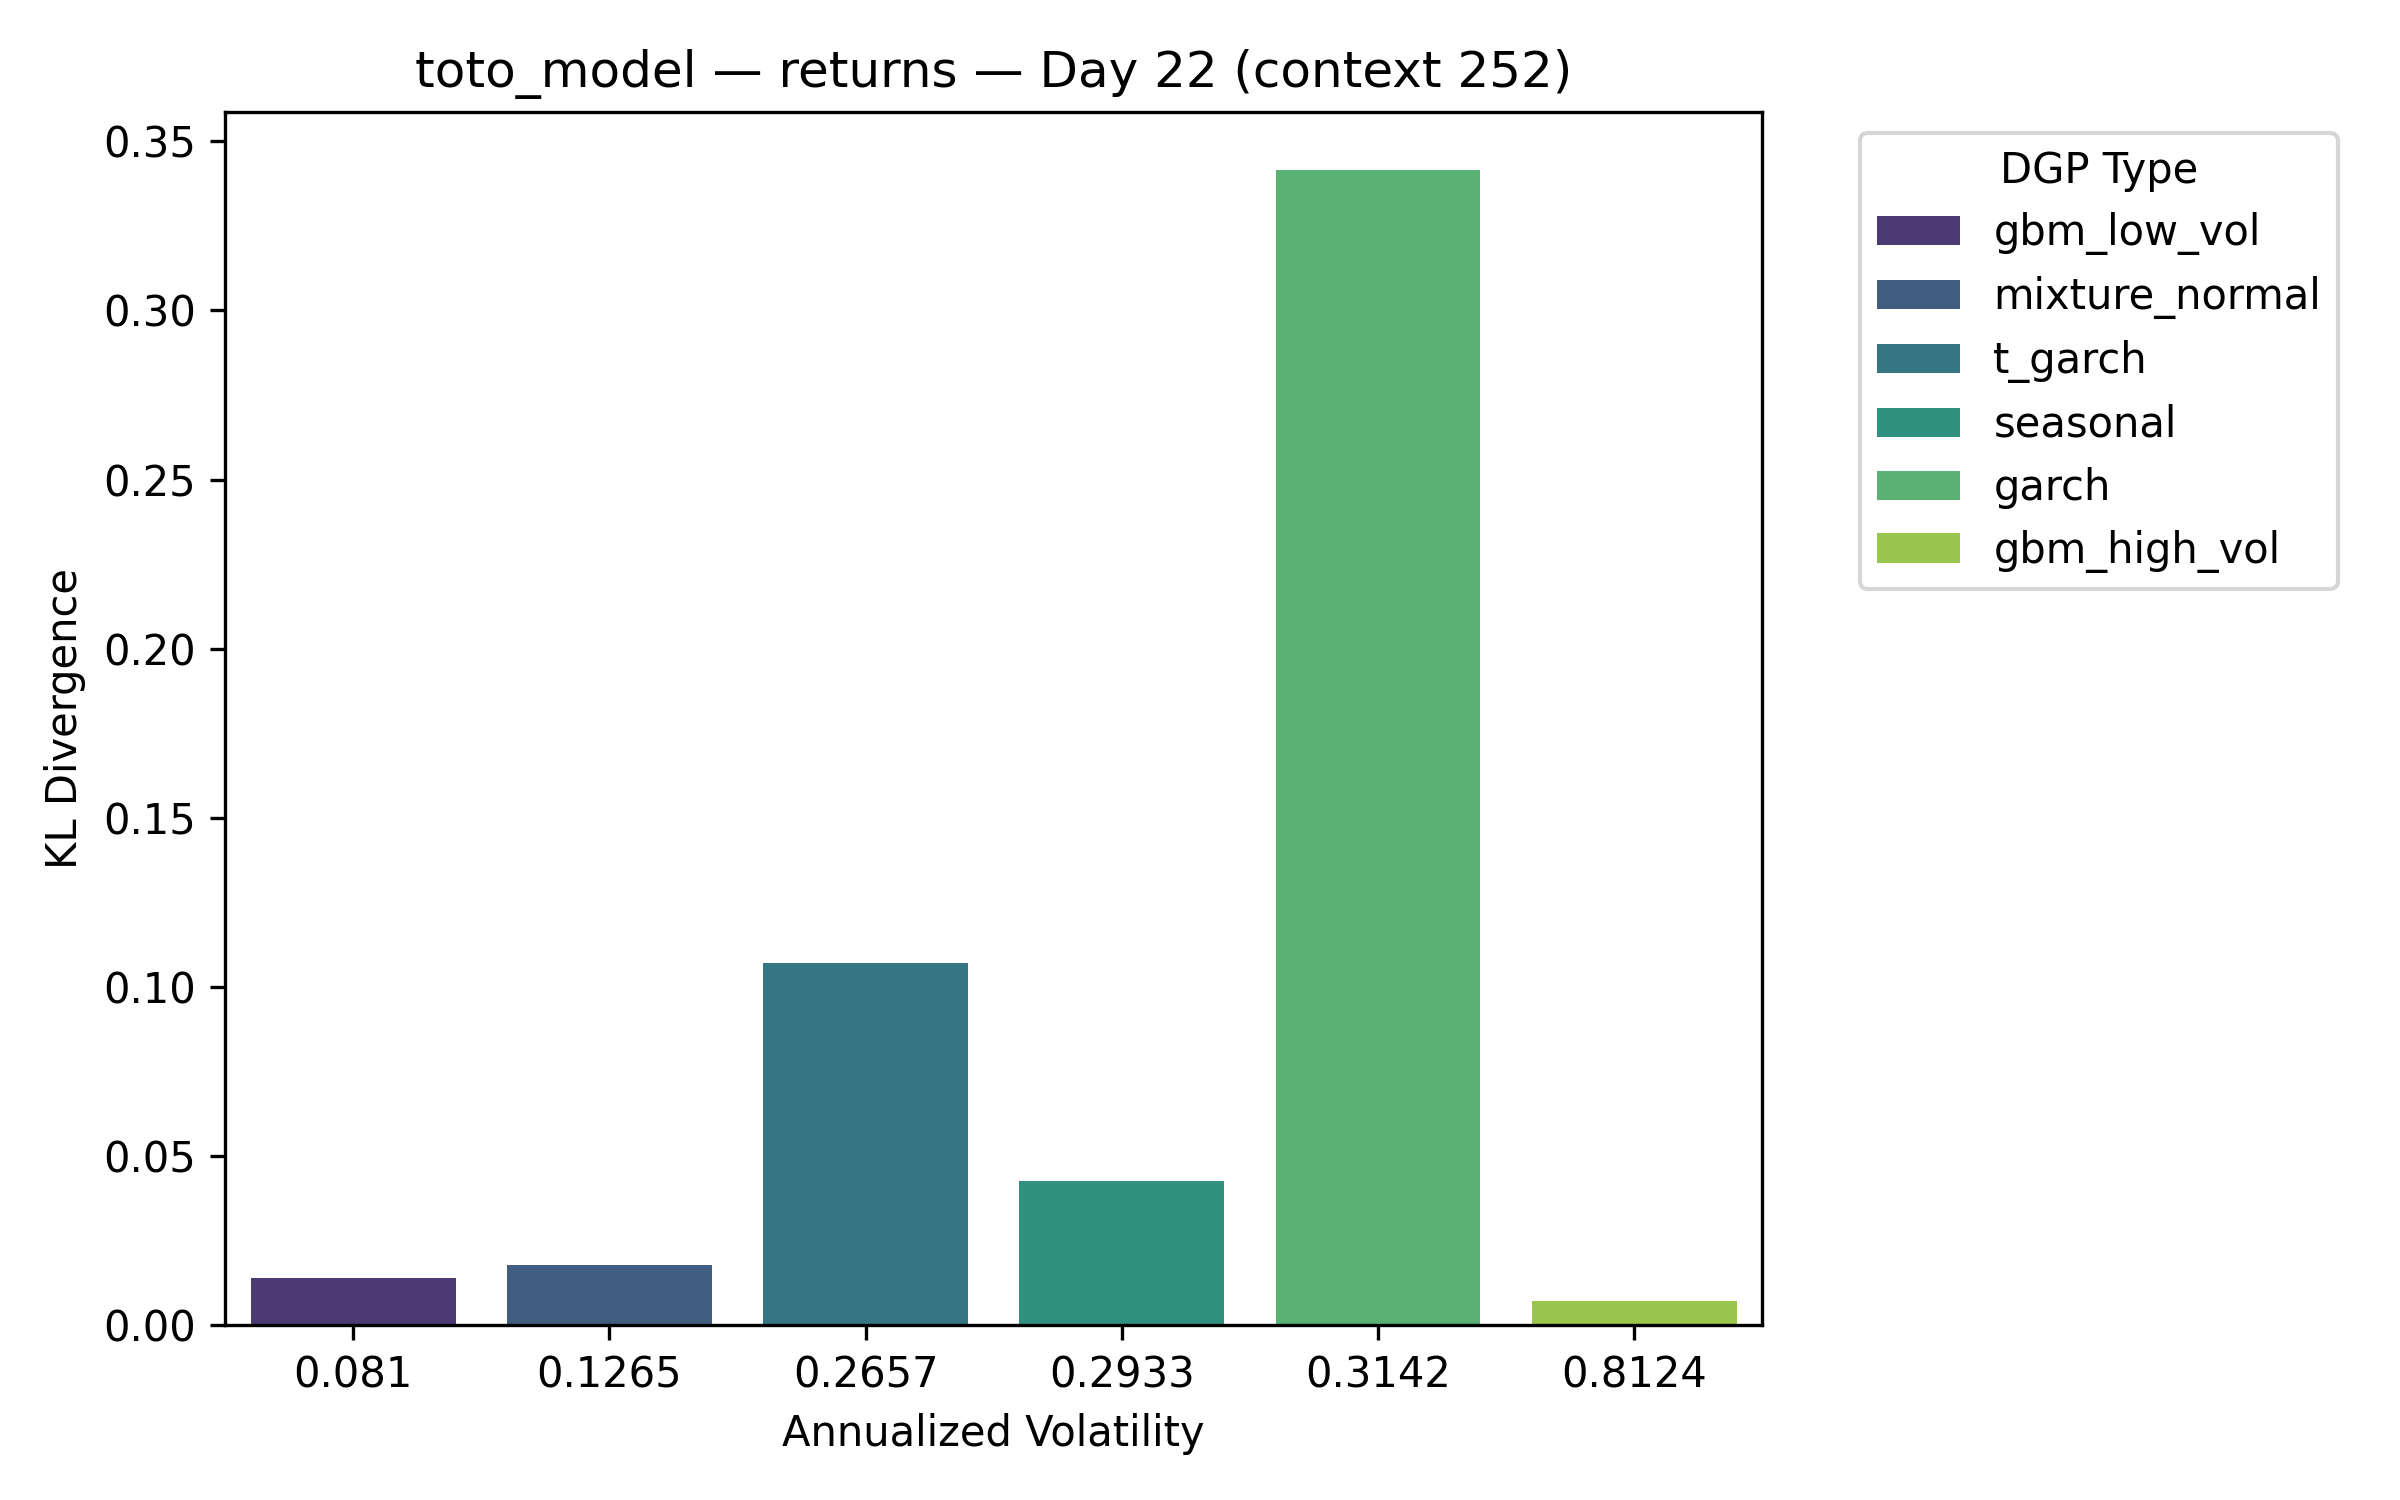 toto_model — returns — Day 22 (context 252)
KL Divergence
0.35
0.30
0.25
0.20
0.15
0.10
0.05
0.00
0.081 0.1265 0.2657 0.2933 0.3142 0.8124
Annualized Volatility
DGP Type
gbm_low_vol
mixture_normal
t_garch
seasonal
garch
gbm_high_vol